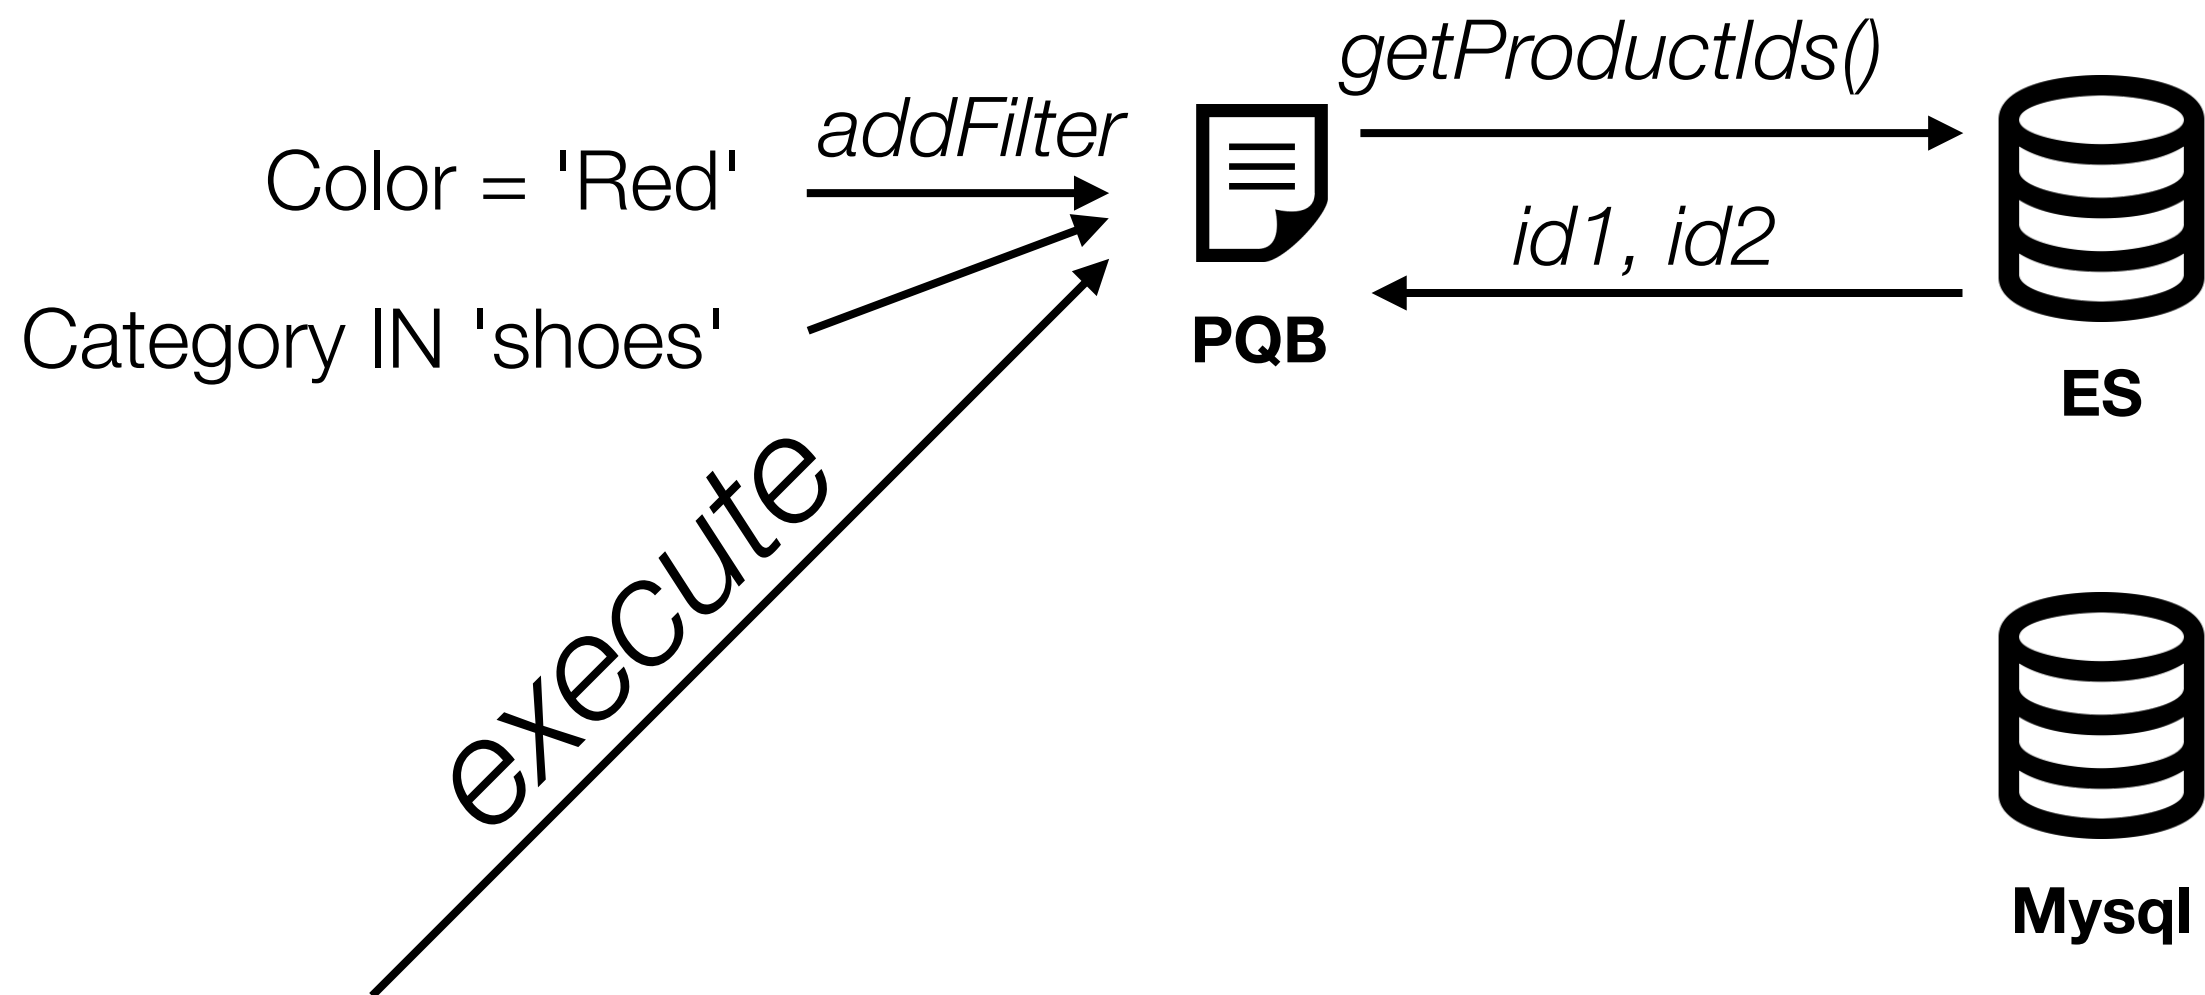 getProductIds()
addFilter
Color = 'Red'
id1, id2
Category IN 'shoes'
PQB
ES
execute
Mysql